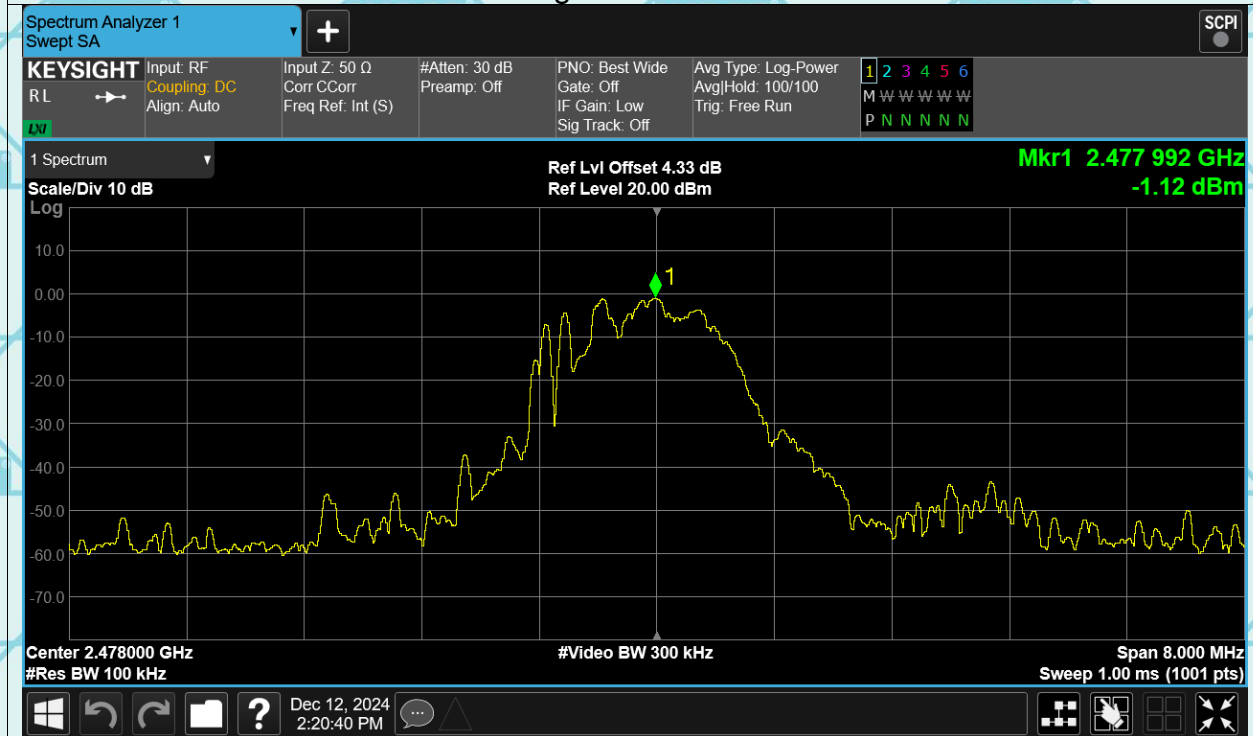 Spectrum Analyzer 1
Swept SA
+
SCPI
KEYSIGHT
R L
LXI
Input: RF
Coupling: DC
Align: Auto
Input Z: 50 Ω
Corr CCorr
Freq Ref: Int (S)
#Atten: 30 dB
Preamp: Off
PNO: Best Wide
Gate: Off
IF Gain: Low
Sig Track: Off
Avg Type: Log-Power
Avg|Hold: 100/100
Trig: Free Run
1 2 3 4 5 6
M W W W W W
P N N N N N
1 Spectrum
Scale/Div 10 dB
Log
Ref Lvl Offset 4.33 dB
Ref Level 20.00 dBm
Mkr1 2.477 992 GHz
-1.12 dBm
1
10.0
0.00
-10.0
-20.0
-30.0
-40.0
-50.0
-60.0
-70.0
Center 2.478000 GHz
#Video BW 300 kHz
Span 8.000 MHz
#Res BW 100 kHz
Sweep 1.00 ms (1001 pts)
?
Dec 12, 2024
2:20:40 PM